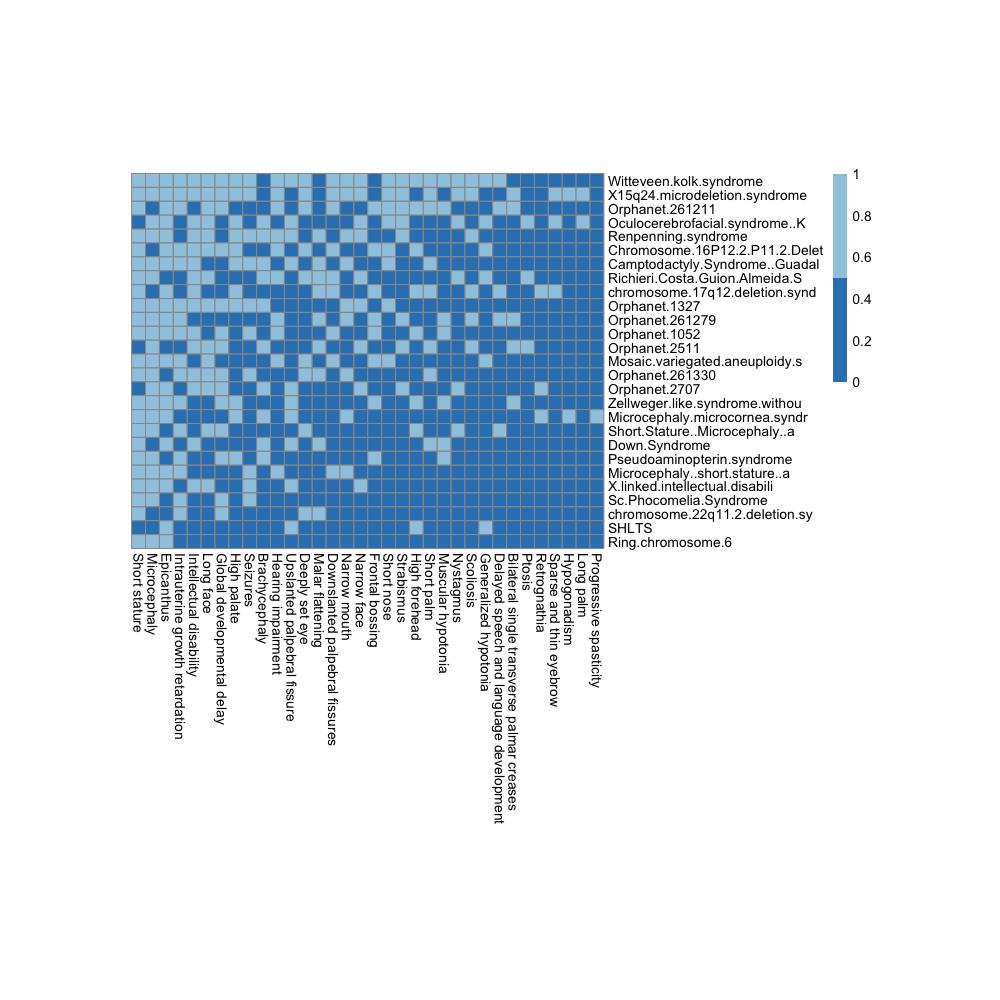 Witteveen.kolk.syndrome
X15q24.microdeletion.syndrome
Orphanet.261211
Oculocerebrofacial.syndrome..K
Renpenning.syndrome
Chromosome.16P12.2.P11.2.Delet
Camptodactyly.Syndrome..Guadal
Richieri.Costa.Guion.Almeida.S
chromosome.17q12.deletion.synd
Orphanet.1327
Orphanet.261279
Orphanet.1052
Orphanet.2511
Mosaic.variegated.aneuploidy.s
Orphanet.261330
Orphanet.2707
Zellweger.like.syndrome.withou
Microcephaly.microcornea.syndr
Short.Stature..Microcephaly..a
Down.Syndrome
Pseudoaminopterin.syndrome
Microcephaly..short.stature..a
X.linked.intellectual.disabili
Sc.Phocomelia.Syndrome
chromosome.22q11.2.deletion.sy
SHLTS
Ring.chromosome.6
1
0.8
0.6
0.4
0.2
0
Short stature
Microcephaly
Epicanthus
Intrauterine growth retardation
Intellectual disability
Long face
Global developmental delay
High palate
Seizures
Brachycephaly
Hearing impairment
Upslanted palpebral fissure
Deeply set eye
Malar flattening
Downslanted palpebral fissures
Narrow mouth
Narrow face
Frontal bossing
Short nose
Strabismus
High forehead
Short palm
Muscular hypotonia
Nystagmus
Scoliosis
Generalized hypotonia
Delayed speech and language development
Bilateral single transverse palmar creases
Ptosis
Retrognathia
Sparse and thin eyebrow
Hypogonadism
Long palm
Progressive spasticity